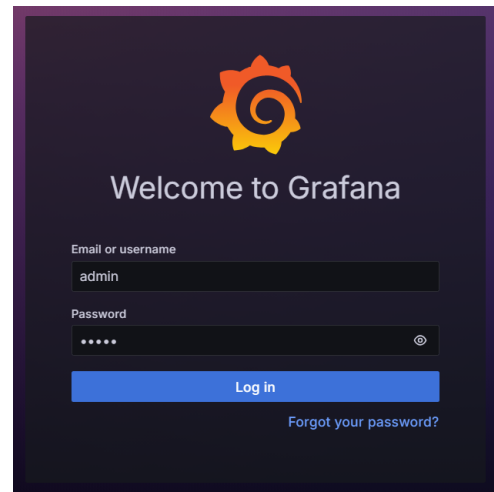 Welcome to Grafana
Email or username
admin
Password
•••••
Log in
Forgot your password?